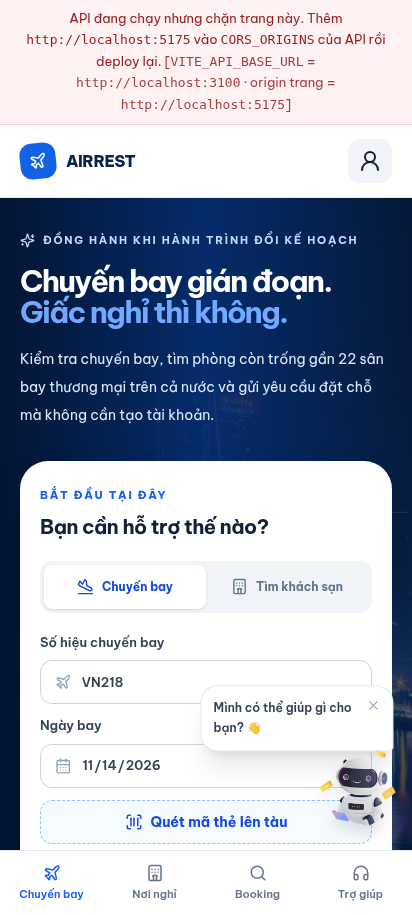 API đang chạy nhưng chặn trang này. Thêm
http://localhost:5175 vào CORS_ORIGINS của API rồi
deploy lại. [VITE_API_BASE_URL =
http://localhost:3100 · origin trang =
http://localhost:5175]
AIRREST
ĐỒNG HÀNH KHI HÀNH TRÌNH ĐỔI KẾ HOẠCH
Chuyến bay gián đoạn.
Giấc nghỉ thì không.
Kiểm tra chuyến bay, tìm phòng còn trống gần 22 sân
bay thương mại trên cả nước và gửi yêu cầu đặt chỗ
mà không cần tạo tài khoản.
BẮT ĐẦU TẠI ĐÂY
Bạn cần hỗ trợ thế nào?
Chuyến bay
Tìm khách sạn
Số hiệu chuyến bay
VN218
Mình có thể giúp gì cho
bạn? 👋
Ngày bay
11/14/2026
Quét mã thẻ lên tàu
Chuyến bay
Nơi nghỉ
Booking
Trợ giúp